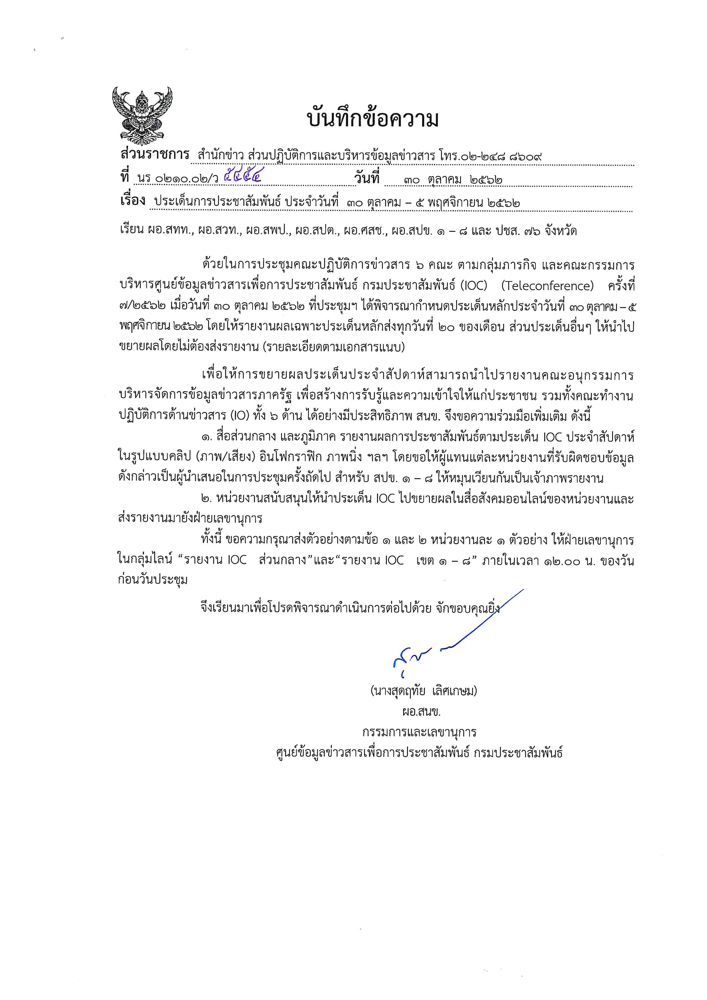 บันทึกข้อความ
ส่วนราชการ สำนักข่าว ส่วนปฏิบัติการและบริหารข้อมูลข่าวสาร โทร.๐๒-๒๔๘ ๘๖๐๙
ที่ นร ๐๒๑๐.๐๒/ว วันที่ ๓๐ ตุลาคม ๒๕๖๒
เรื่อง ประเด็นการประชาสัมพันธ์ ประจำวันที่ ๓๐ ตุลาคม – ๕ พฤศจิกายน ๒๕๖๒
เรียน ผอ.สทท., ผอ.สวท., ผอ.สพป., ผอ.สปต., ผอ.ศสช., ผอ.สปข. ๑ – ๘ และ ปชส. ๗๖ จังหวัด
ด้วยในการประชุมคณะปฏิบัติการข่าวสาร ๖ คณะ ตามกลุ่มภารกิจ และคณะกรรมการ
บริหารศูนย์ข้อมูลข่าวสารเพื่อการประชาสัมพันธ์ กรมประชาสัมพันธ์ (IOC) (Teleconference) ครั้งที่
๗/๒๕๖๒ เมื่อวันที่ ๓๐ ตุลาคม ๒๕๖๒ ที่ประชุมฯ ได้พิจารณากำหนดประเด็นหลักประจำวันที่ ๓๐ ตุลาคม – ๕
พฤศจิกายน ๒๕๖๒ โดยให้รายงานผลเฉพาะประเด็นหลักส่งทุกวันที่ ๒๐ ของเดือน ส่วนประเด็นอื่นๆ ให้นำไป
ขยายผลโดยไม่ต้องส่งรายงาน (รายละเอียดตามเอกสารแนบ)
เพื่อให้การขยายผลประเด็นประจำสัปดาห์สามารถนำไปรายงานคณะอนุกรรมการ
บริหารจัดการข้อมูลข่าวสารภาครัฐ เพื่อสร้างการรับรู้และความเข้าใจให้แก่ประชาชน รวมทั้งคณะทำงาน
ปฏิบัติการด้านข่าวสาร (IO) ทั้ง ๖ ด้าน ได้อย่างมีประสิทธิภาพ สนข. จึงขอความร่วมมือเพิ่มเติม ดังนี้
๑. สื่อส่วนกลาง และภูมิภาค รายงานผลการประชาสัมพันธ์ตามประเด็น IOC ประจำสัปดาห์
ในรูปแบบคลิป (ภาพ/เสียง) อินโฟกราฟิก ภาพนิ่ง ฯลฯ โดยขอให้ผู้แทนแต่ละหน่วยงานที่รับผิดชอบข้อมูล
ดังกล่าวเป็นผู้นำเสนอในการประชุมครั้งถัดไป สำหรับ สปข. ๑ – ๘ ให้หมุนเวียนกันเป็นเจ้าภาพรายงาน
๒. หน่วยงานสนับสนุนให้นำประเด็น IOC ไปขยายผลในสื่อสังคมออนไลน์ของหน่วยงานและ
ส่งรายงานมายังฝ่ายเลขานุการ
ทั้งนี้ ขอความกรุณาส่งตัวอย่างตามข้อ ๑ และ ๒ หน่วยงานละ ๑ ตัวอย่าง ให้ฝ่ายเลขานุการ
ในกลุ่มไลน์ “รายงาน IOC ส่วนกลาง”และ“รายงาน IOC เขต ๑ – ๘” ภายในเวลา ๑๒.๐๐ น. ของวัน
ก่อนวันประชุม
จึงเรียนมาเพื่อโปรดพิจารณาดำเนินการต่อไปด้วย จักขอบคุณยิ่ง
(นางสุดฤทัย เลิศเกษม)
ผอ.สนข.
กรรมการและเลขานุการ
ศูนย์ข้อมูลข่าวสารเพื่อการประชาสัมพันธ์ กรมประชาสัมพันธ์